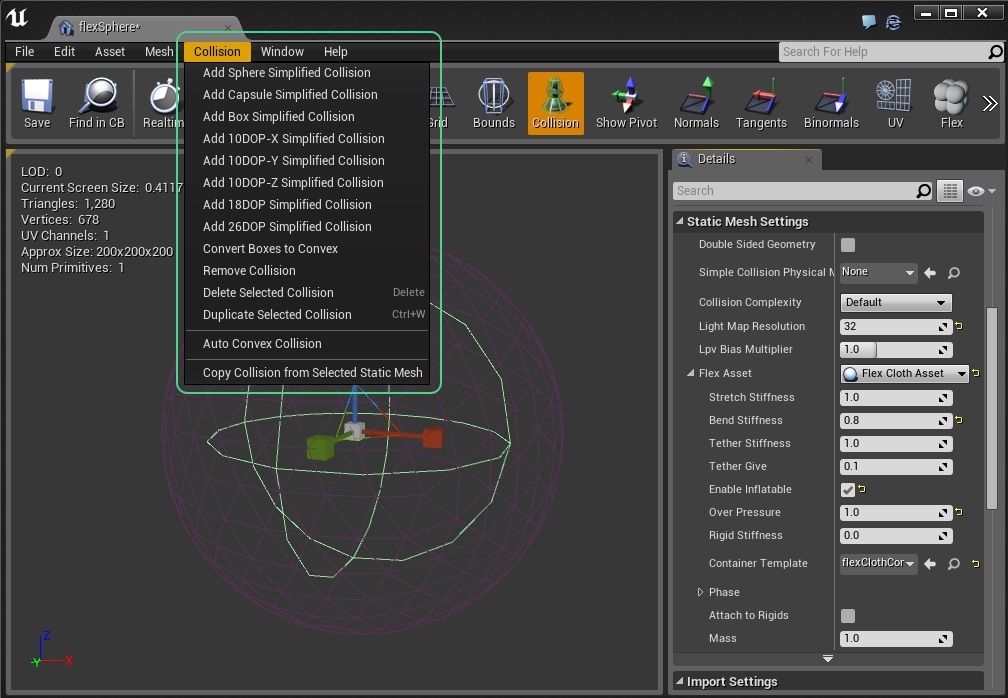 flexSphere*
File Edit Asset Mesh Collision Window Help
Search For Help
Save Find in CB Realtim Grid Bounds Collision Show Pivot Normals Tangents Binormals UV Flex
Add Sphere Simplified Collision
Add Capsule Simplified Collision
Add Box Simplified Collision
Add 10DOP-X Simplified Collision
Add 10DOP-Y Simplified Collision
Add 10DOP-Z Simplified Collision
Add 18DOP Simplified Collision
Add 26DOP Simplified Collision
Convert Boxes to Convex
Remove Collision
Delete Selected Collision Delete
Duplicate Selected Collision Ctrl+W
Auto Convex Collision
Copy Collision from Selected Static Mesh
LOD: 0
Current Screen Size: 0.4117
Triangles: 1,280
Vertices: 678
UV Channels: 1
Approx Size: 200x200x200
Num Primitives: 1
Z
Y
X
Details
Search
Static Mesh Settings
Double Sided Geometry
Simple Collision Physical M None
Collision Complexity Default
Light Map Resolution 32
Lpv Bias Multiplier 1.0
Flex Asset Flex Cloth Asset
Stretch Stiffness 1.0
Bend Stiffness 0.8
Tether Stiffness 1.0
Tether Give 0.1
Enable Inflatable
Over Pressure 1.0
Rigid Stiffness 0.0
Container Template flexClothCor
Phase
Attach to Rigids
Mass 1.0
Import Settings